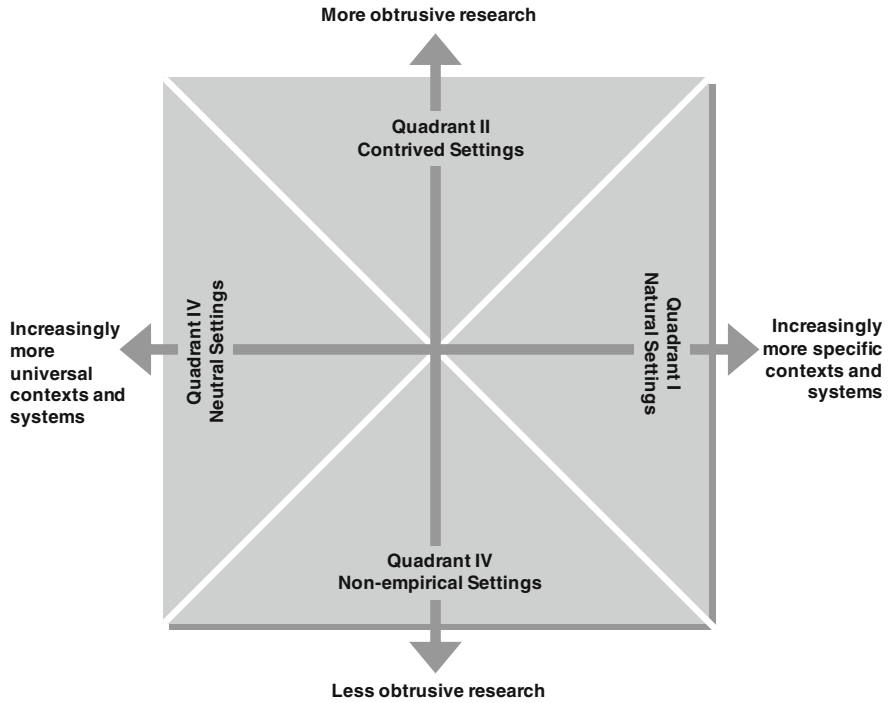 More obtrusive research
Quadrant II
Contrived Settings
Increasingly
more
universal
contexts and
systems
Quadrant IV
Neutral Settings
Quadrant I
Natural Settings
Increasingly
more specific
contexts and
systems
Quadrant IV
Non-empirical Settings
Less obtrusive research